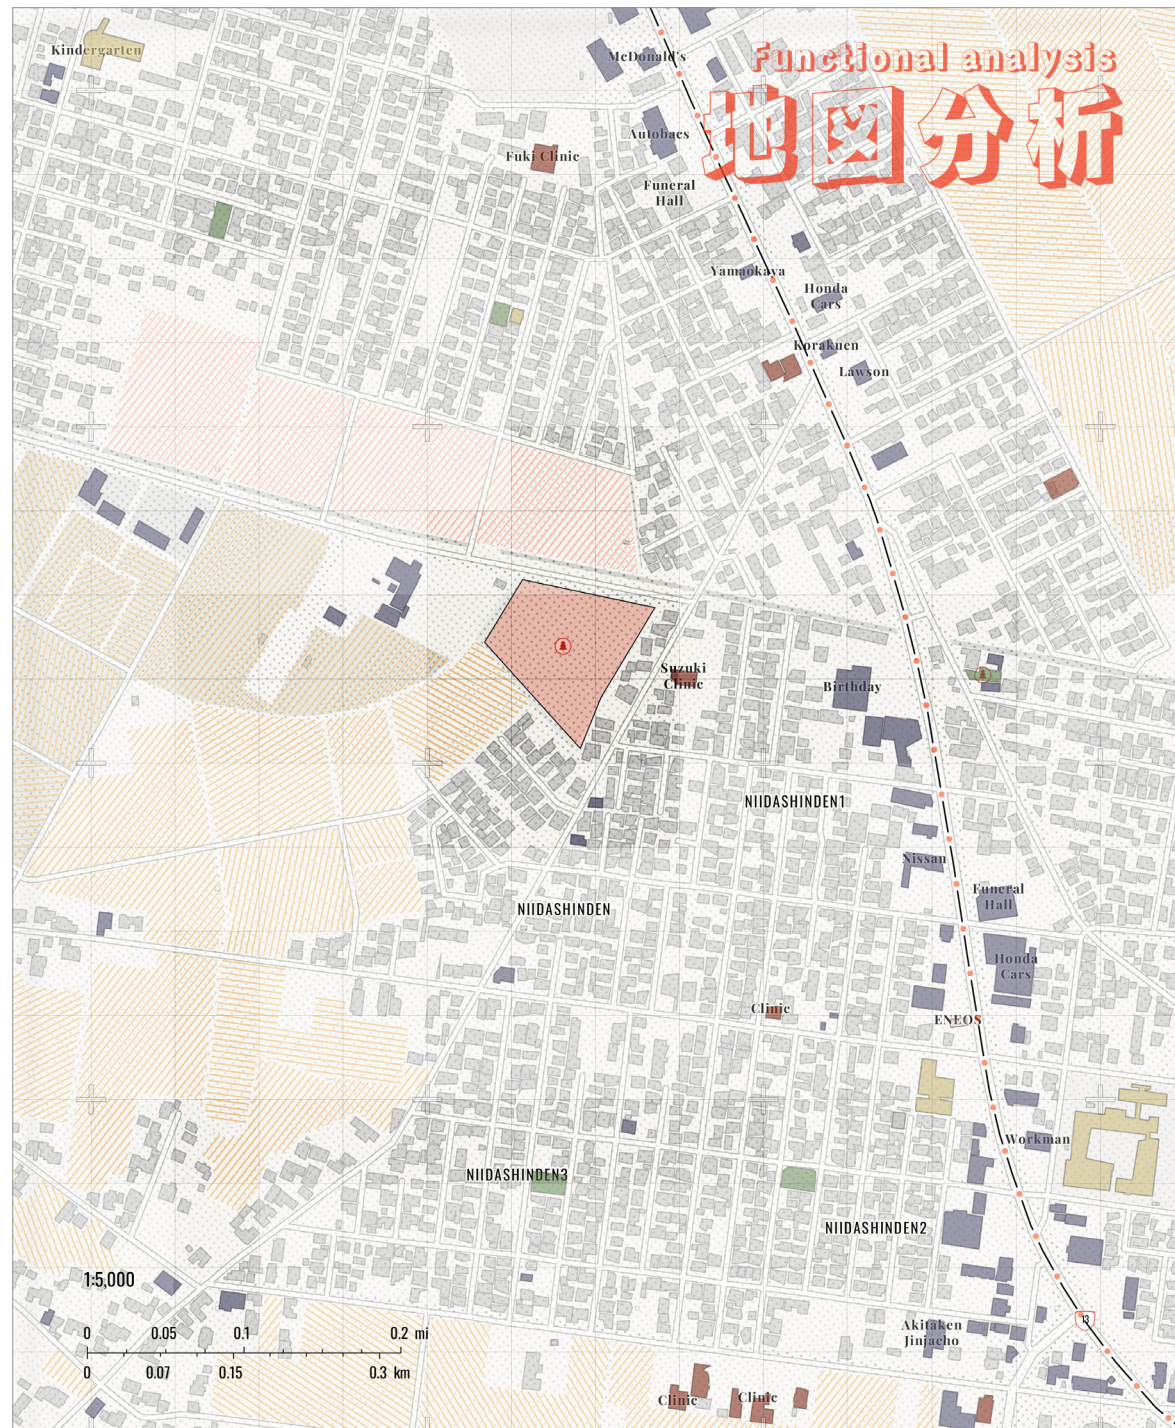 Functional analysis
地図分析
Kindergarten
McDonald's
Autobacs
Fuki Clinic
Funeral
Hall
Yamaokaya
Honda
Cars
Korakuen
Lawson
Suzuki
Clinic
Birthday
NIIDASHINDEN1
Nissan
Funeral
Hall
NIIDASHINDEN
Honda
Cars
Clinic
ENEOS
Workman
NIIDASHINDEN3
NIIDASHINDEN2
1:5,000
13
Akitaken
Jinjacho
0 0.05 0.1 0.2 mi
0 0.07 0.15 0.3 km
Clinic
Clinic